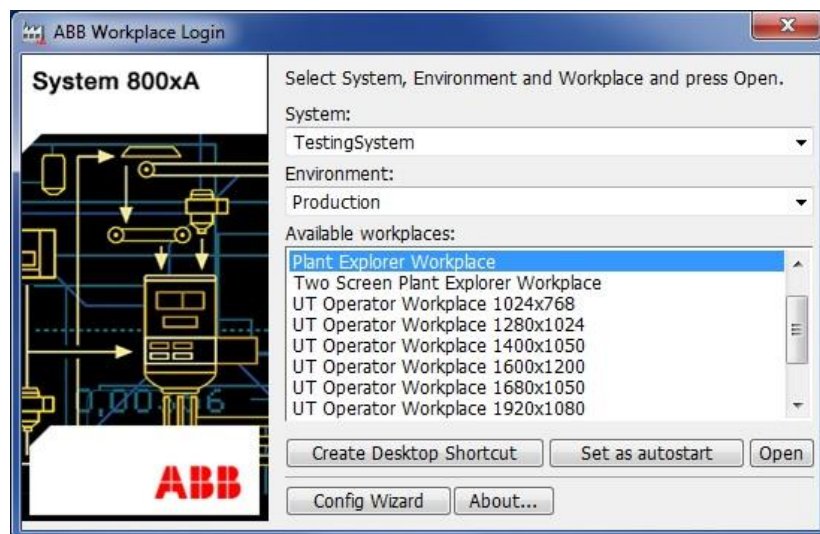 ABB Workplace Login
System 800xA
Select System, Environment and Workplace and press Open.
System:
TestingSystem
Environment:
Production
Available workplaces:
Plant Explorer Workplace
Two Screen Plant Explorer Workplace
UT Operator Workplace 1024x768
UT Operator Workplace 1280x1024
UT Operator Workplace 1400x1050
UT Operator Workplace 1600x1200
UT Operator Workplace 1680x1050
UT Operator Workplace 1920x1080
Create Desktop Shortcut Set as autostart Open
ABB
Config Wizard About...